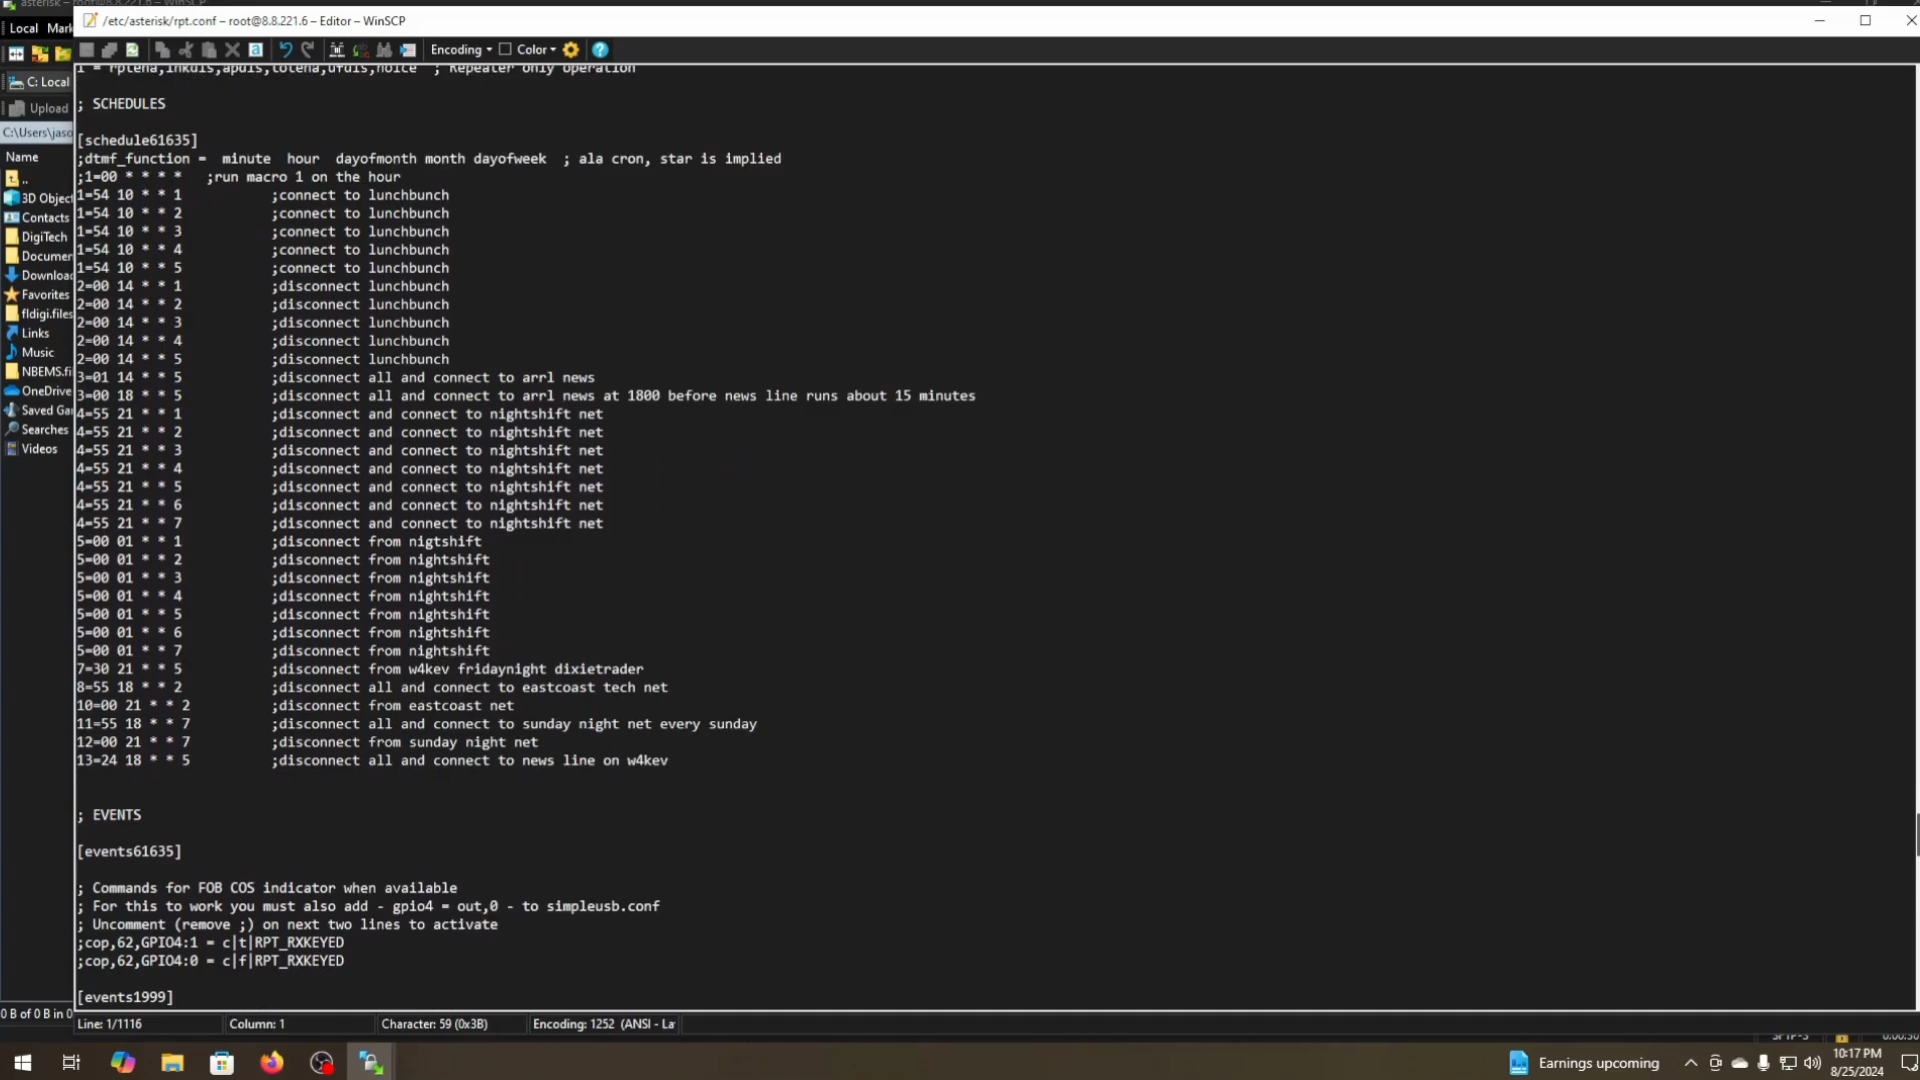 asterisk – root@8.8.221.6 – WinSCP
/etc/asterisk/rpt.conf – root@8.8.221.6 – Editor – WinSCP
Local Mark
Encoding Color
C: Local
Upload
C:\Users\jaso
Name
..
3D Objec
Contacts
DigiTech
Documen
Download
Favorites
fldigi.files
Links
Music
NBEMS.fi
OneDrive
Saved Ga
Searches
Videos
1 = rptena,lnkdis,apdis,totena,ufdis,noice ; Repeater only operation
; SCHEDULES
[schedule61635]
;dtmf_function = minute hour dayofmonth month dayofweek ; ala cron, star is implied
;1=00 * * * * ;run macro 1 on the hour
1=54 10 * * 1 ;connect to lunchbunch
1=54 10 * * 2 ;connect to lunchbunch
1=54 10 * * 3 ;connect to lunchbunch
1=54 10 * * 4 ;connect to lunchbunch
1=54 10 * * 5 ;connect to lunchbunch
2=00 14 * * 1 ;disconnect lunchbunch
2=00 14 * * 2 ;disconnect lunchbunch
2=00 14 * * 3 ;disconnect lunchbunch
2=00 14 * * 4 ;disconnect lunchbunch
2=00 14 * * 5 ;disconnect lunchbunch
3=01 14 * * 5 ;disconnect all and connect to arrl news
3=00 18 * * 5 ;disconnect all and connect to arrl news at 1800 before news line runs about 15 minutes
4=55 21 * * 1 ;disconnect and connect to nightshift net
4=55 21 * * 2 ;disconnect and connect to nightshift net
4=55 21 * * 3 ;disconnect and connect to nightshift net
4=55 21 * * 4 ;disconnect and connect to nightshift net
4=55 21 * * 5 ;disconnect and connect to nightshift net
4=55 21 * * 6 ;disconnect and connect to nightshift net
4=55 21 * * 7 ;disconnect and connect to nightshift net
5=00 01 * * 1 ;disconnect from nigtshift
5=00 01 * * 2 ;disconnect from nightshift
5=00 01 * * 3 ;disconnect from nightshift
5=00 01 * * 4 ;disconnect from nightshift
5=00 01 * * 5 ;disconnect from nightshift
5=00 01 * * 6 ;disconnect from nightshift
5=00 01 * * 7 ;disconnect from nightshift
7=30 21 * * 5 ;disconnect from w4kev fridaynight dixietrader
8=55 18 * * 2 ;disconnect all and connect to eastcoast tech net
10=00 21 * * 2 ;disconnect from eastcoast net
11=55 18 * * 7 ;disconnect all and connect to sunday night net every sunday
12=00 21 * * 7 ;disconnect from sunday night net
13=24 18 * * 5 ;disconnect all and connect to news line on w4kev
; EVENTS
[events61635]
; Commands for FOB COS indicator when available
; For this to work you must also add - gpio4 = out,0 - to simpleusb.conf
; Uncomment (remove ;) on next two lines to activate
;cop,62,GPIO4:1 = c|t|RPT_RXKEYED
;cop,62,GPIO4:0 = c|f|RPT_RXKEYED
[events1999]
0 B of 0 B in 0
Line: 1/1116 Column: 1 Character: 59 (0x3B) Encoding: 1252 (ANSI - La
SFTP-3 0:00:30
Earnings upcoming
10:17 PM
8/25/2024